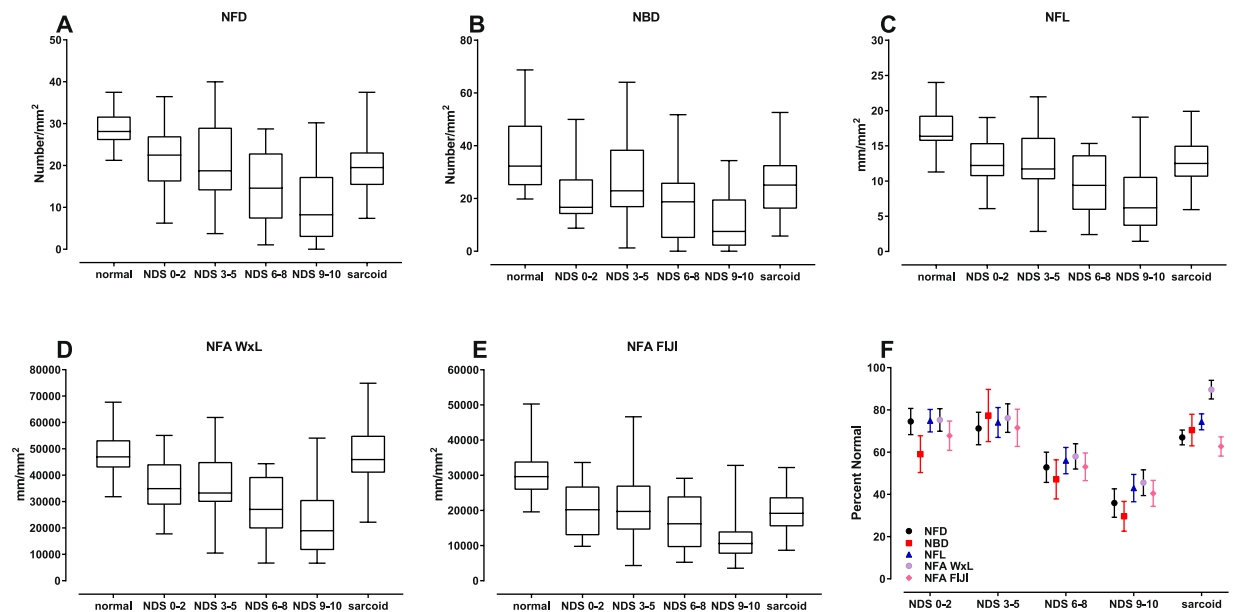 A
NFD
Number/mm2
50
40
30
20
10
0
normal NDS 0-2 NDS 3-5 NDS 6-8 NDS 9-10 sarcoid
B
NBD
Number/mm2
80
60
40
20
0
normal NDS 0-2 NDS 3-5 NDS 6-8 NDS 9-10 sarcoid
C
NFL
mm/mm2
30
25
20
15
10
5
0
normal NDS 0-2 NDS 3-5 NDS 6-8 NDS 9-10 sarcoid
D
NFA WxL
mm/mm2
80000
70000
60000
50000
40000
30000
20000
10000
0
normal NDS 0-2 NDS 3-5 NDS 6-8 NDS 9-10 sarcoid
E
NFA FIJI
mm/mm2
60000
50000
40000
30000
20000
10000
0
normal NDS 0-2 NDS 3-5 NDS 6-8 NDS 9-10 sarcoid
F
Percent Normal
100
80
60
40
20
0
NFD
NBD
NFL
NFA WxL
NFA FIJI
NDS 0-2 NDS 3-5 NDS 6-8 NDS 9-10 sarcoid